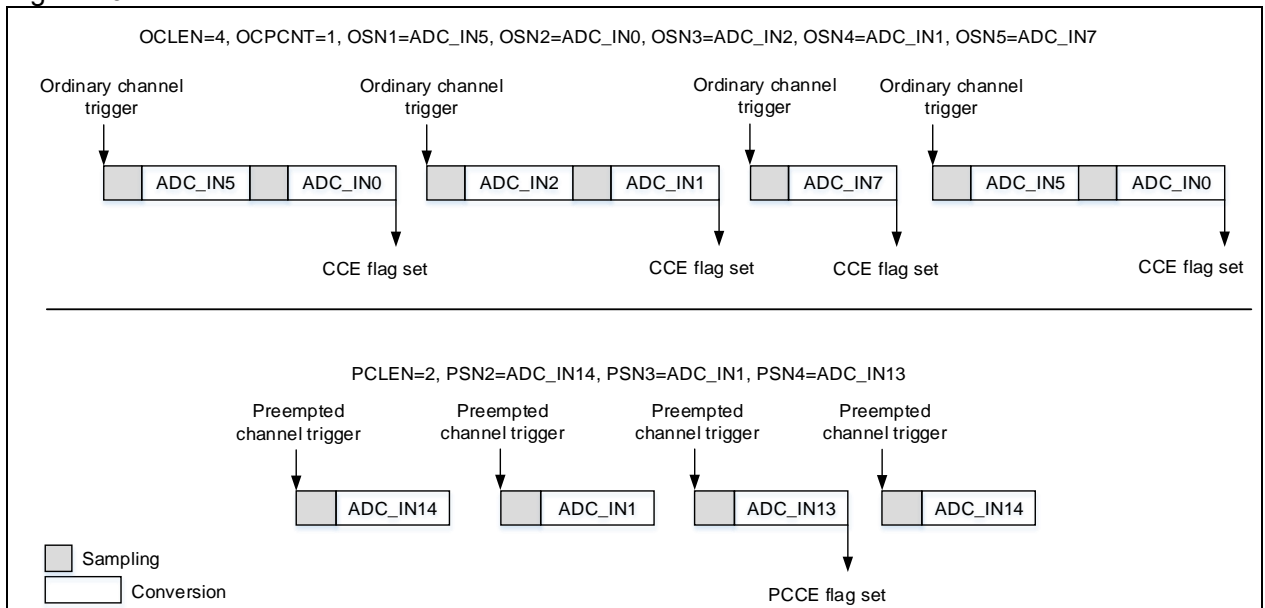 OCLEN=4, OCPCNT=1, OSN1=ADC_IN5, OSN2=ADC_IN0, OSN3=ADC_IN2, OSN4=ADC_IN1, OSN5=ADC_IN7
Ordinary channel
trigger
Ordinary channel
trigger
Ordinary channel
trigger
Ordinary channel
trigger
ADC_IN5
ADC_IN0
ADC_IN2
ADC_IN1
ADC_IN7
ADC_IN5
ADC_IN0
CCE flag set
CCE flag set
CCE flag set
CCE flag set
PCLEN=2, PSN2=ADC_IN14, PSN3=ADC_IN1, PSN4=ADC_IN13
Preempted
channel trigger
Preempted
channel trigger
Preempted
channel trigger
Preempted
channel trigger
ADC_IN14
ADC_IN1
ADC_IN13
ADC_IN14
Sampling
Conversion
PCCE flag set